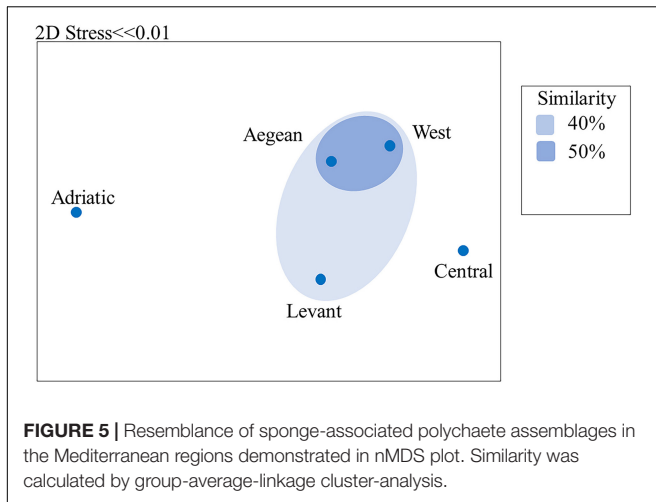 2D Stress<<0.01
Similarity
40%
50%
Aegean
West
Adriatic
Central
Levant
FIGURE 5 | Resemblance of sponge-associated polychaete assemblages in
the Mediterranean regions demonstrated in nMDS plot. Similarity was
calculated by group-average-linkage cluster-analysis.